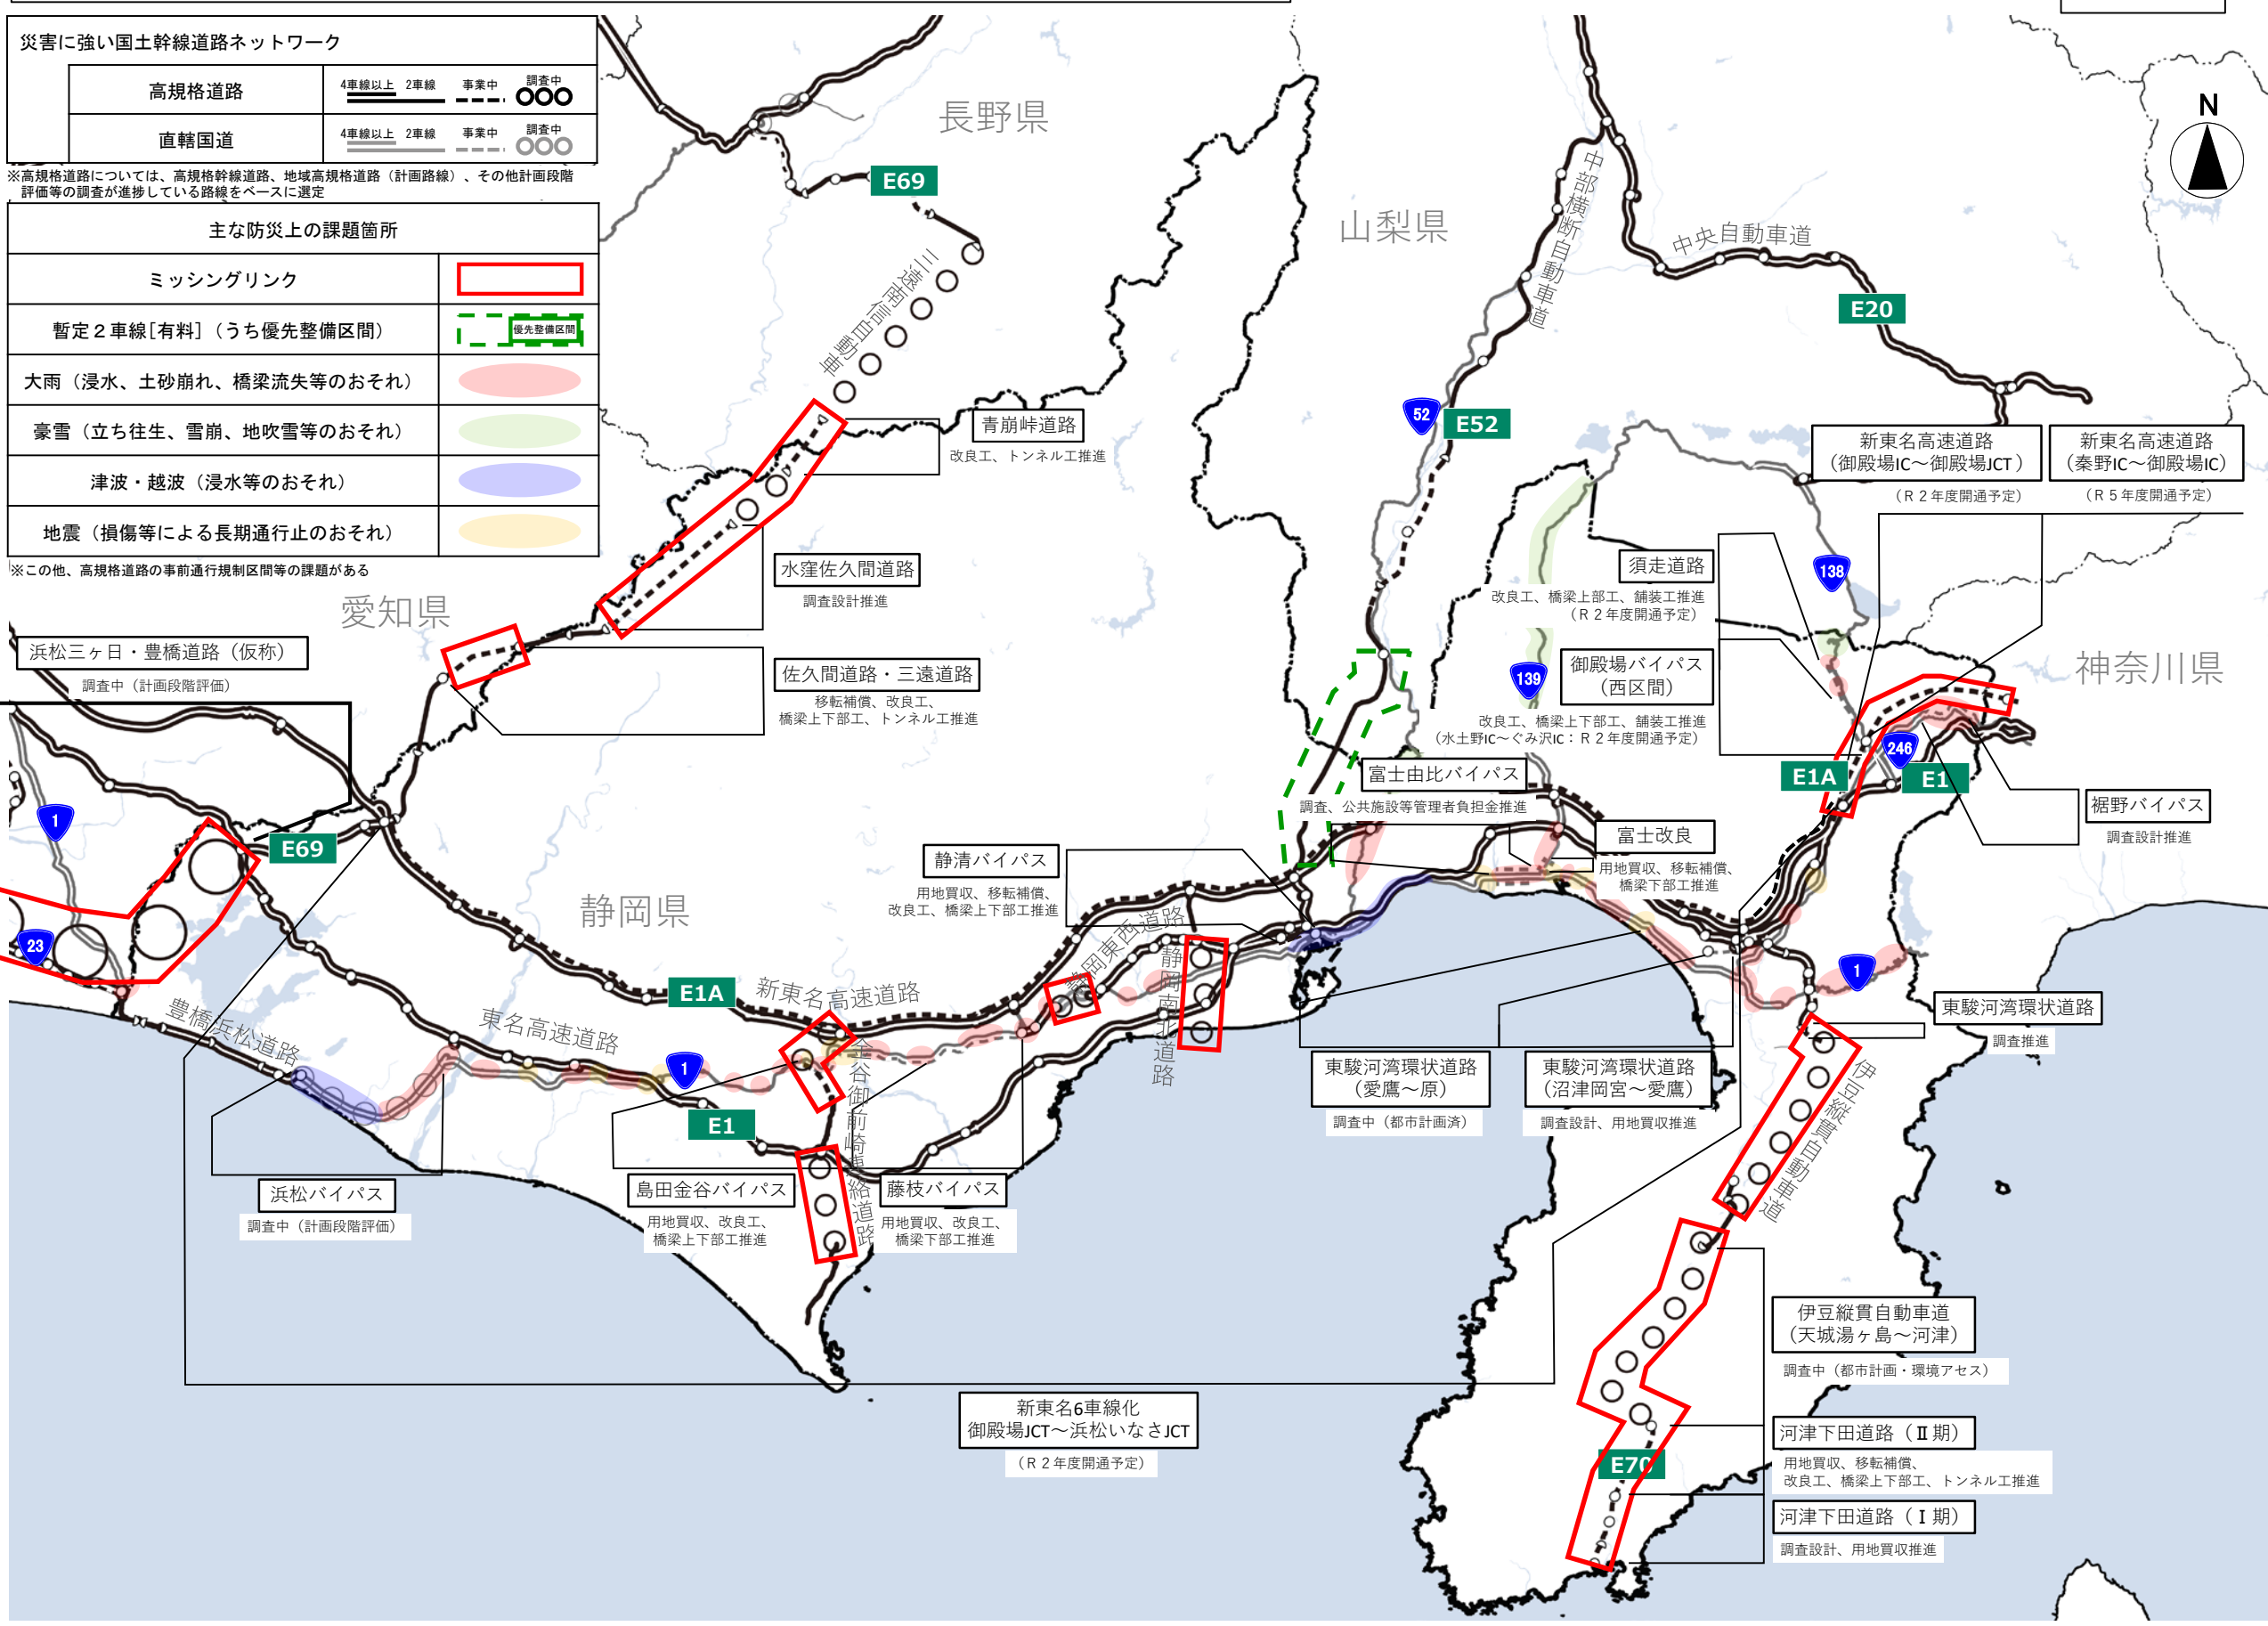 災害に強い国土幹線道路ネットワーク
高規格道路
4車線以上 2車線 事業中 調査中
直轄国道
4車線以上 2車線 事業中 調査中
※高規格道路については、高規格幹線道路、地域高規格道路（計画路線）、その他計画段階
評価等の調査が進捗している路線をベースに選定
主な防災上の課題箇所
ミッシングリンク
暫定２車線［有料］（うち優先整備区間）
優先整備区間
大雨（浸水、土砂崩れ、橋梁流失等のおそれ）
豪雪（立ち往生、雪崩、地吹雪等のおそれ）
津波・越波（浸水等のおそれ）
地震（損傷等による長期通行止のおそれ）
※この他、高規格道路の事前通行規制区間等の課題がある
N
長野県
山梨県
愛知県
静岡県
神奈川県
E69
三遠南信自動車
中部横断自動車道
中央自動車道
E20
52
E52
青崩峠道路
改良工、トンネル工推進
新東名高速道路
（御殿場IC～御殿場JCT）
（Ｒ２年度開通予定）
新東名高速道路
（秦野IC～御殿場IC）
（Ｒ５年度開通予定）
水窪佐久間道路
調査設計推進
須走道路
改良工、橋梁上部工、舗装工推進
（Ｒ２年度開通予定）
138
浜松三ヶ日・豊橋道路（仮称）
調査中（計画段階評価）
佐久間道路・三遠道路
移転補償、改良工、
橋梁上下部工、トンネル工推進
139
御殿場バイパス
（西区間）
改良工、橋梁上下部工、舗装工推進
（水土野IC～ぐみ沢IC：Ｒ２年度開通予定）
246
E1A
E1
富士由比バイパス
調査、公共施設等管理者負担金推進
裾野バイパス
調査設計推進
1
E69
静清バイパス
用地買収、移転補償、
改良工、橋梁上下部工推進
富士改良
用地買収、移転補償、
橋梁下部工推進
23
E1A
新東名高速道路
静岡東西道路
静岡南北道路
1
豊橋浜松道路
東名高速道路
1
E1
金谷御前崎連絡道路
東駿河湾環状道路
調査推進
東駿河湾環状道路
（愛鷹～原）
調査中（都市計画済）
東駿河湾環状道路
（沼津岡宮～愛鷹）
調査設計、用地買収推進
伊豆縦貫自動車道
浜松バイパス
調査中（計画段階評価）
島田金谷バイパス
用地買収、改良工、
橋梁上下部工推進
藤枝バイパス
用地買収、改良工、
橋梁下部工推進
伊豆縦貫自動車道
（天城湯ヶ島～河津）
調査中（都市計画・環境アセス）
新東名6車線化
御殿場JCT～浜松いなさJCT
（Ｒ２年度開通予定）
河津下田道路（Ⅱ期）
用地買収、移転補償、
改良工、橋梁上下部工、トンネル工推進
E70
河津下田道路（Ⅰ期）
調査設計、用地買収推進